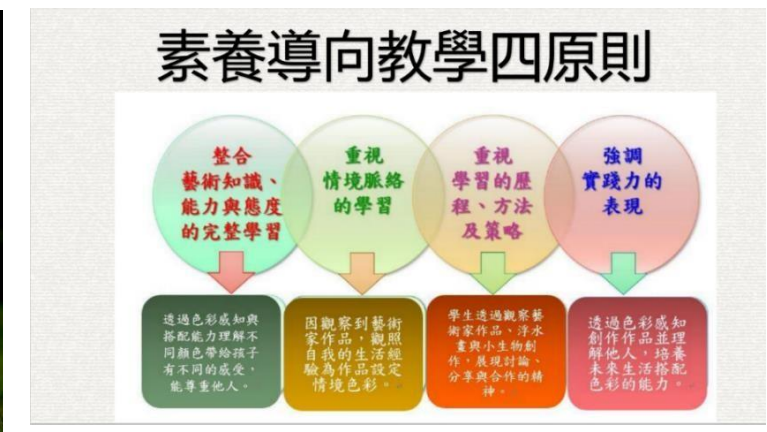 素養導向教學四原則
整合
藝術知識、
能力與態度
的完整學習
重視
情境脈絡
的學習
重視
學習的歷
程、方法
及策略
強調
實踐力的
表現
透過色彩感知與
搭配能力理解不
同顏色帶給孩子
有不同的感受，
能尊重他人。
因觀察到藝術
家作品，觀照
自我的生活經
驗為作品設定
情境色彩。
學生透過觀察藝
術家作品、浮水
畫與小生物創
作，展現討論、
分享與合作的精
神。
透過色彩感知
創作作品並理
解他人，培養
未來生活搭配
色彩的能力。